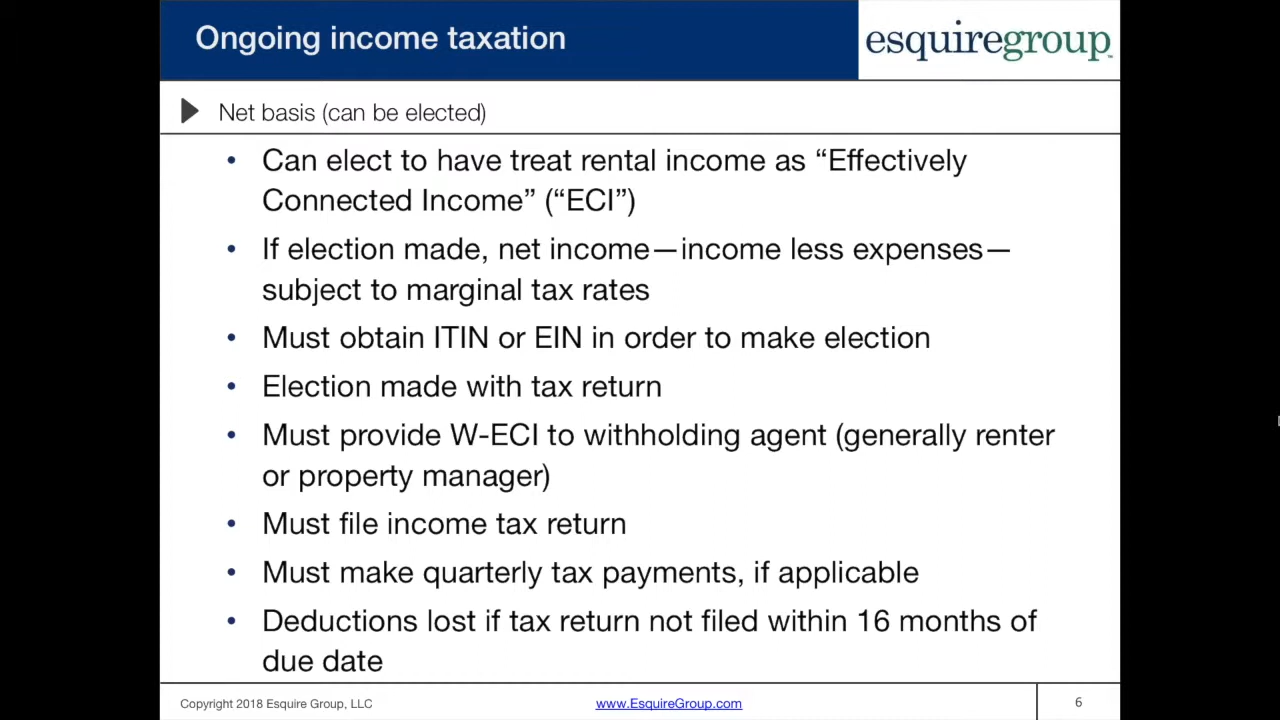 Ongoing income taxation
esquiregroup™
Net basis (can be elected)
• Can elect to have treat rental income as “Effectively
Connected Income” (“ECI”)
• If election made, net income—income less expenses—
subject to marginal tax rates
• Must obtain ITIN or EIN in order to make election
• Election made with tax return
• Must provide W-ECI to withholding agent (generally renter
or property manager)
• Must file income tax return
• Must make quarterly tax payments, if applicable
• Deductions lost if tax return not filed within 16 months of
due date
Copyright 2018 Esquire Group, LLC
www.EsquireGroup.com
6